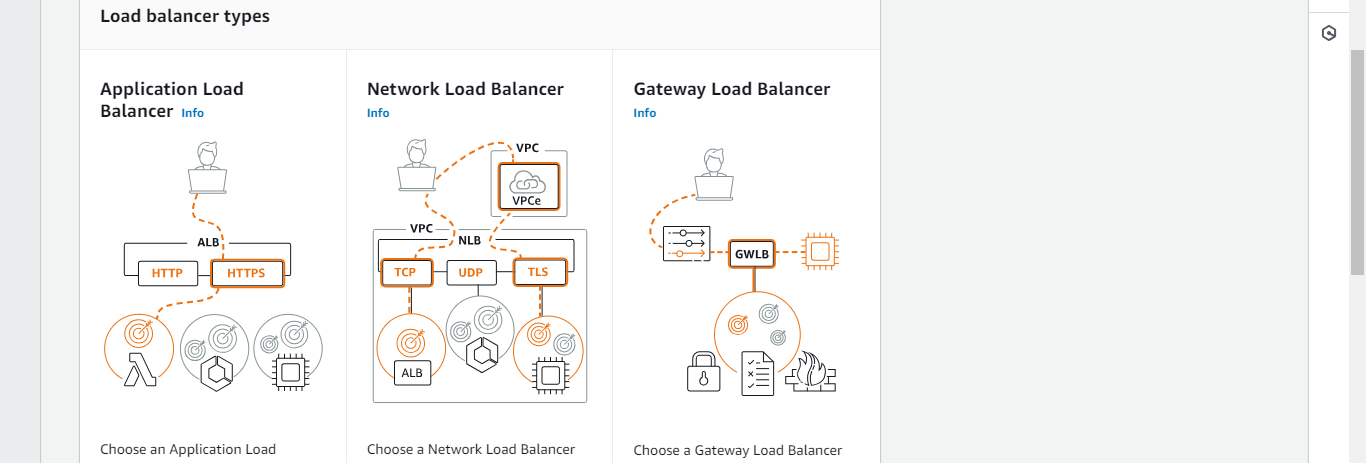 Load balancer types
Application Load
Balancer Info
ALB
HTTP HTTPS
Network Load Balancer
Info
VPC
VPCe
VPC
NLB
TCP UDP TLS
ALB
Gateway Load Balancer
Info
GWLB
Choose an Application Load
Choose a Network Load Balancer
Choose a Gateway Load Balancer